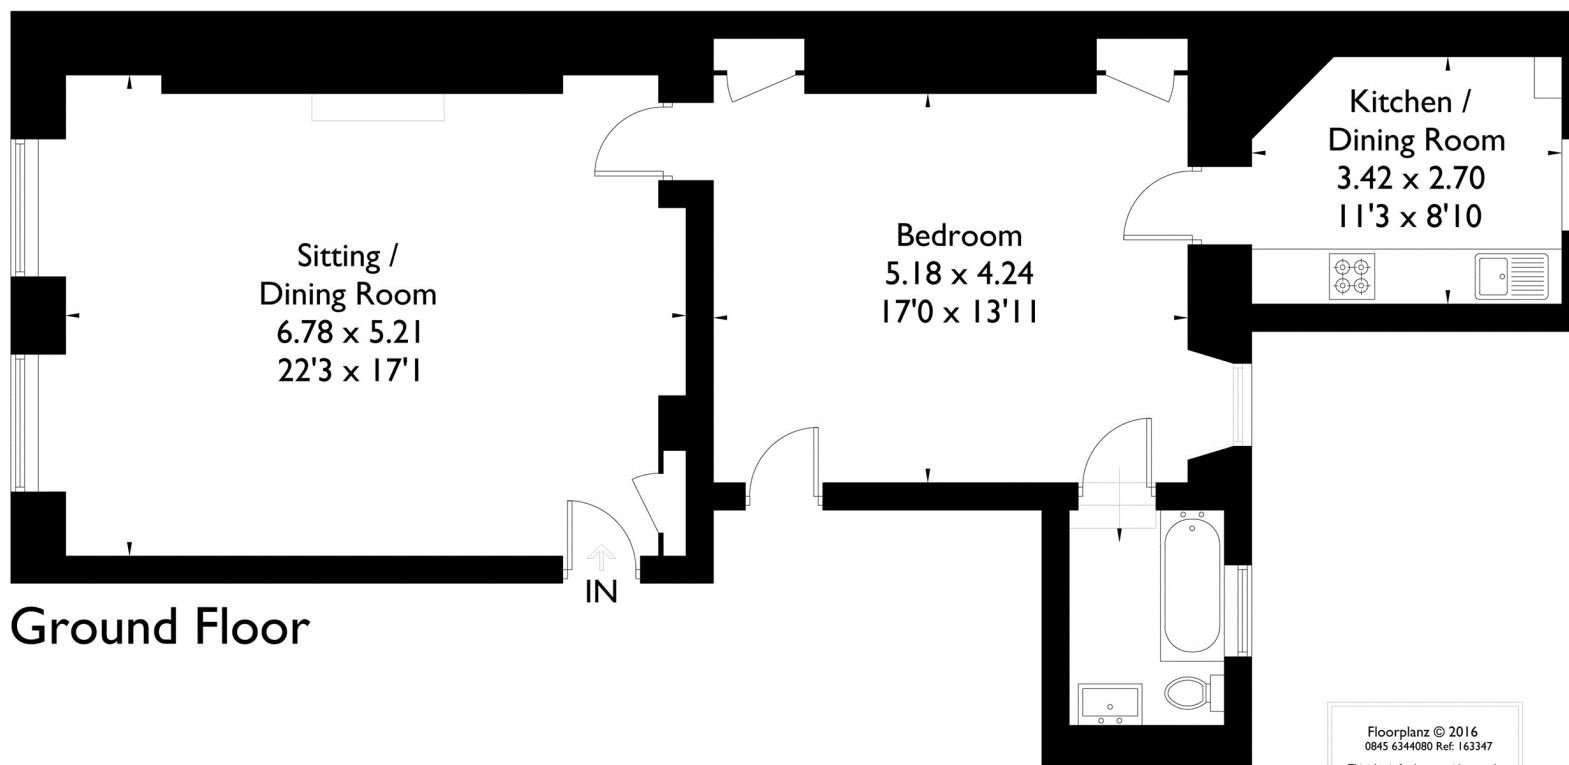 Kitchen /
Dining Room
3.42 x 2.70
11'3 x 8'10
Bedroom
5.18 x 4.24
17'0 x 13'11
Sitting /
Dining Room
6.78 x 5.21
22'3 x 17'1
IN
Ground Floor
Floorplanz © 2016
0845 6344080 Ref: 163347